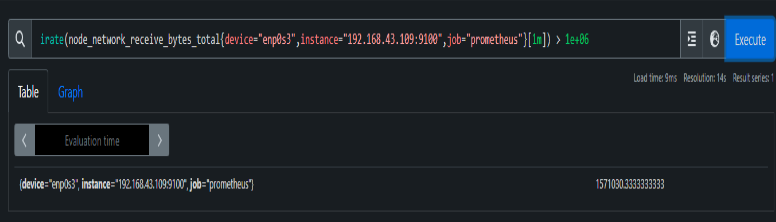 irate(node_network_receive_bytes_total{device="enp0s3",instance="192.168.43.109:9100",job="prometheus"}[1m]) > 1e+06
Execute
Load time: 9ms Resolution: 14s Result series: 1
Table Graph
Evaluation time
{device="enp0s3", instance="192.168.43.109:9100", job="prometheus"} 1571030.3333333333